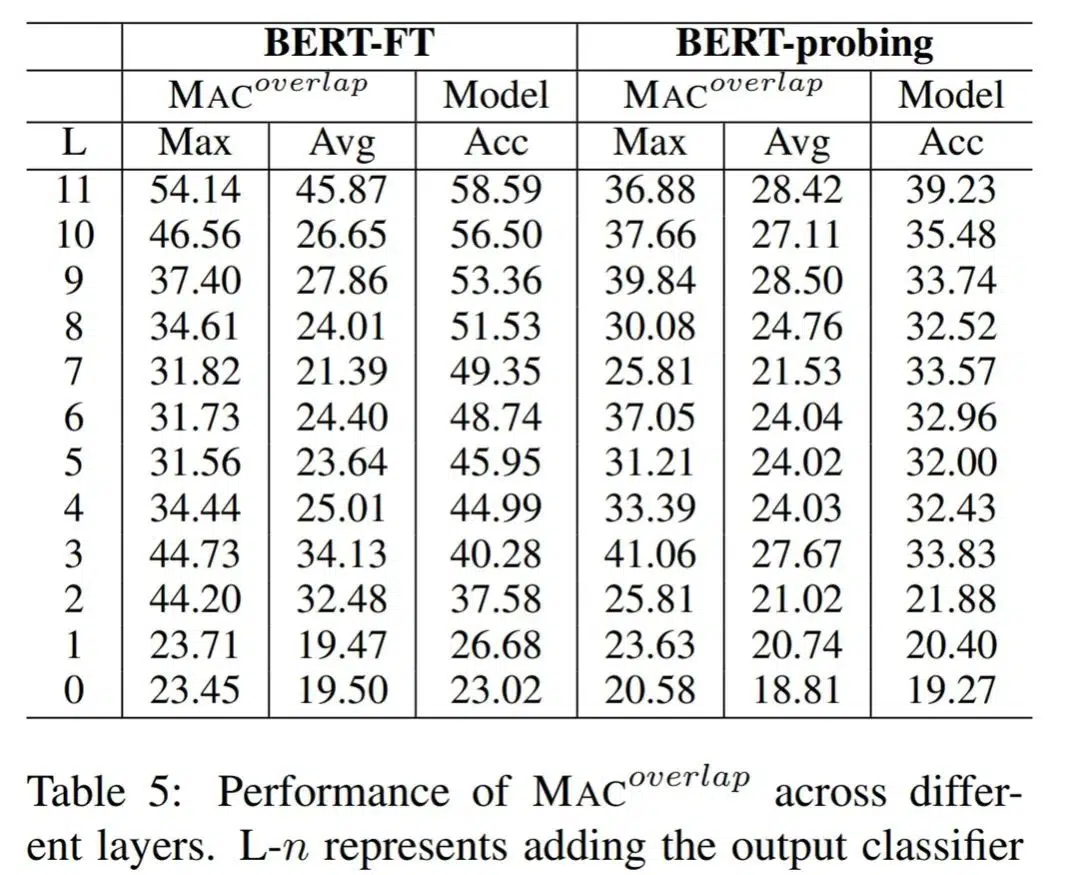 BERT-FT BERT-probing
MACoverlap Model MACoverlap Model
L Max Avg Acc Max Avg Acc
11 54.14 45.87 58.59 36.88 28.42 39.23
10 46.56 26.65 56.50 37.66 27.11 35.48
9 37.40 27.86 53.36 39.84 28.50 33.74
8 34.61 24.01 51.53 30.08 24.76 32.52
7 31.82 21.39 49.35 25.81 21.53 33.57
6 31.73 24.40 48.74 37.05 24.04 32.96
5 31.56 23.64 45.95 31.21 24.02 32.00
4 34.44 25.01 44.99 33.39 24.03 32.43
3 44.73 34.13 40.28 41.06 27.67 33.83
2 44.20 32.48 37.58 25.81 21.02 21.88
1 23.71 19.47 26.68 23.63 20.74 20.40
0 23.45 19.50 23.02 20.58 18.81 19.27
Table 5: Performance of MACoverlap across differ-
ent layers. L-n represents adding the output classifier